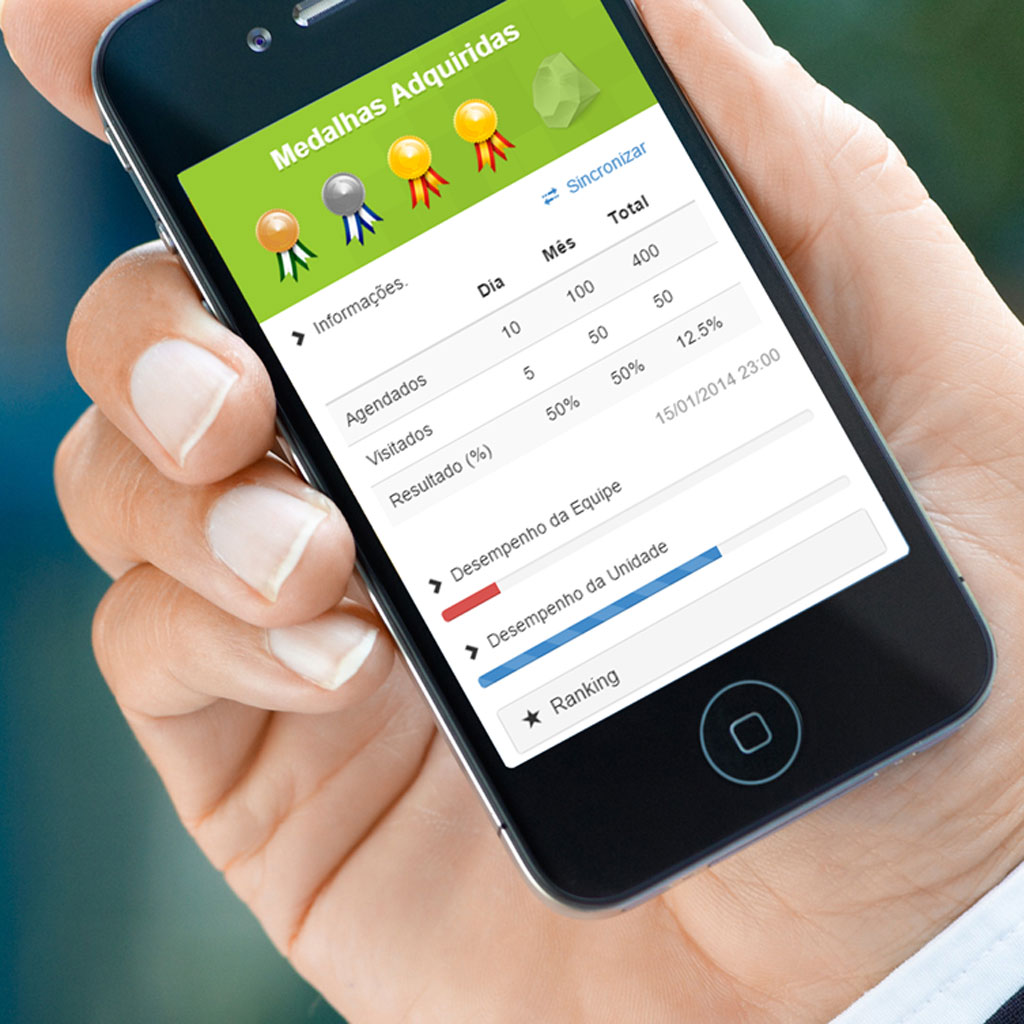 Medalhas Adquiridas
Sincronizar
Informações.
Dia Mês Total
Agendados 10 100 400
Visitados 5 50 50
Resultado (%) 50% 50% 12.5%
15/01/2014 23:00
Desempenho da Equipe
Desempenho da Unidade
Ranking